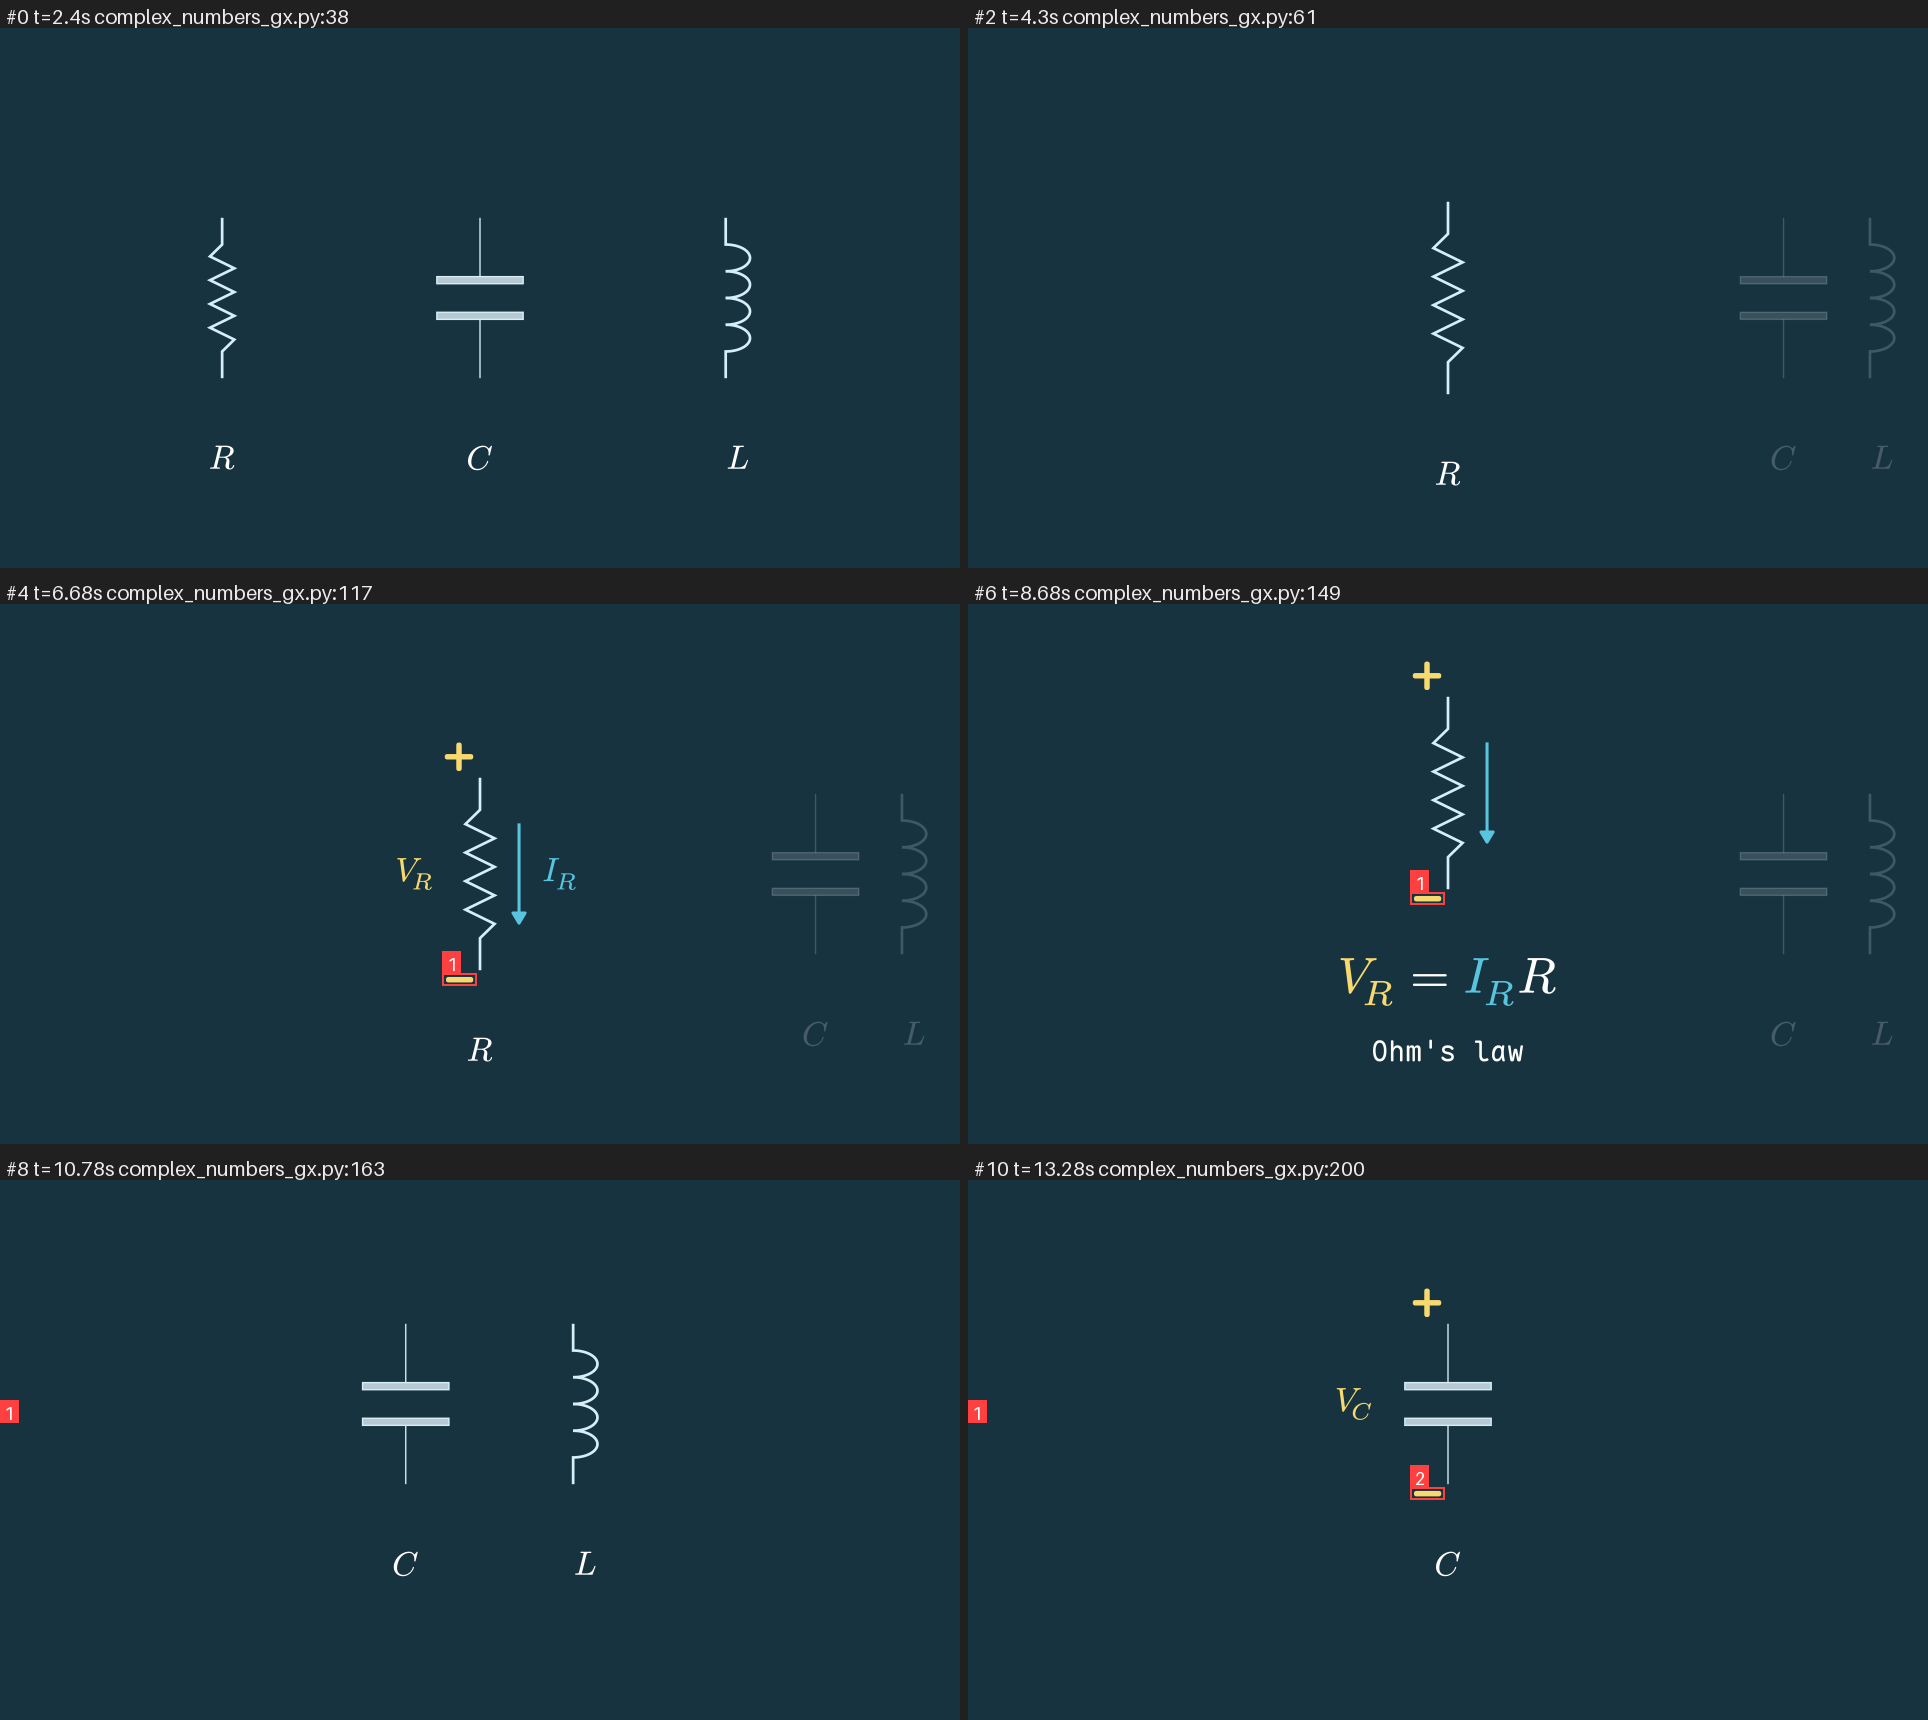 #0 t=2.4s complex_numbers_gx.py:38
R C L
#2 t=4.3s complex_numbers_gx.py:61
R C L
#4 t=6.68s complex_numbers_gx.py:117
+
V_R I_R
1
R C L
#6 t=8.68s complex_numbers_gx.py:149
+
1
V_R = I_R R
C L
Ohm's law
#8 t=10.78s complex_numbers_gx.py:163
1
C L
#10 t=13.28s complex_numbers_gx.py:200
+
V_C
1
2
C